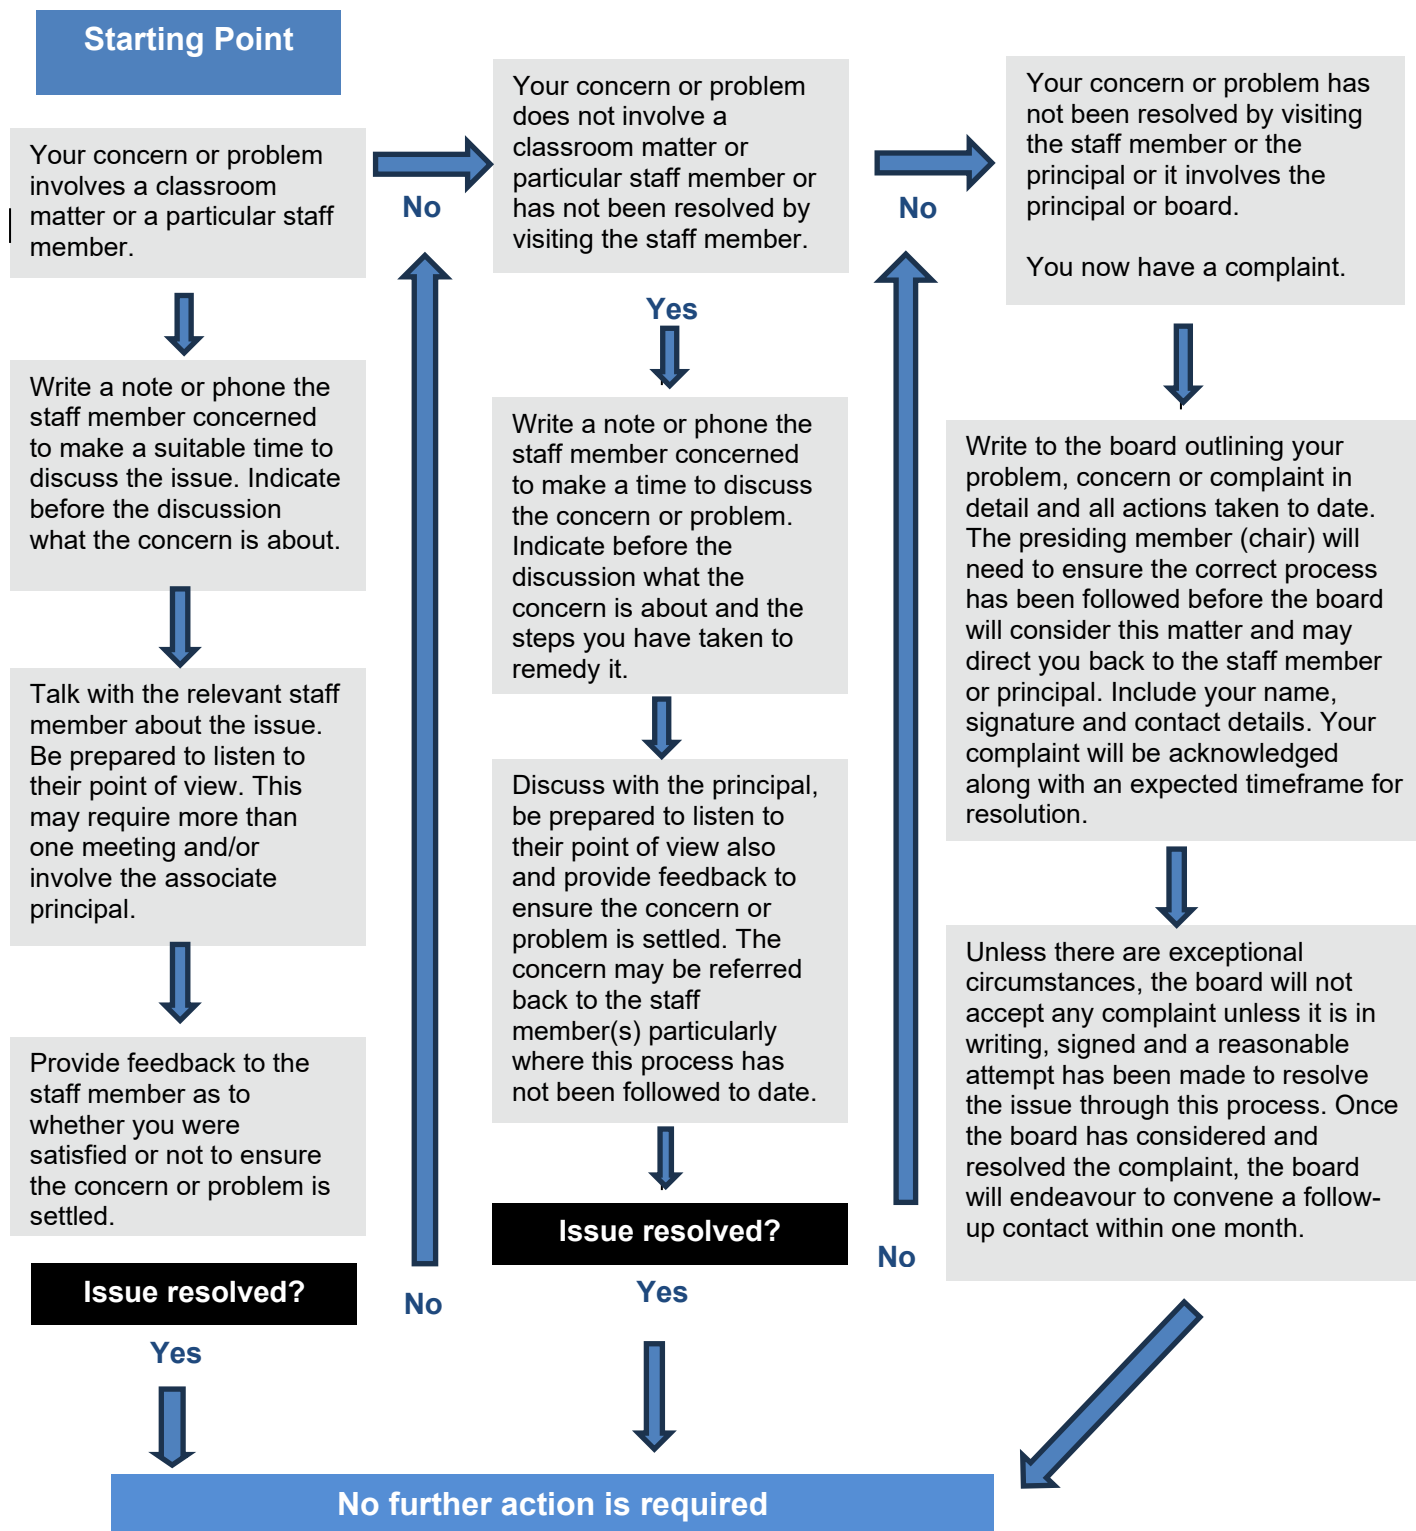 Starting Point
Your concern or problem
involves a classroom
matter or a particular staff
member.
No
Write a note or phone the
staff member concerned
to make a suitable time to
discuss the issue. Indicate
before the discussion
what the concern is about.
Talk with the relevant staff
member about the issue.
Be prepared to listen to
their point of view. This
may require more than
one meeting and/or
involve the associate
principal.
Provide feedback to the
staff member as to
whether you were
satisfied or not to ensure
the concern or problem is
settled.
Issue resolved?
No
Yes
Your concern or problem
does not involve a
classroom matter or
particular staff member or
has not been resolved by
visiting the staff member.
No
Yes
Write a note or phone the
staff member concerned
to make a time to discuss
the concern or problem.
Indicate before the
discussion what the
concern is about and the
steps you have taken to
remedy it.
Discuss with the principal,
be prepared to listen to
their point of view also
and provide feedback to
ensure the concern or
problem is settled. The
concern may be referred
back to the staff
member(s) particularly
where this process has
not been followed to date.
Issue resolved?
No
Yes
Your concern or problem has
not been resolved by visiting
the staff member or the
principal or it involves the
principal or board.
You now have a complaint.
Write to the board outlining your
problem, concern or complaint in
detail and all actions taken to date.
The presiding member (chair) will
need to ensure the correct process
has been followed before the board
will consider this matter and may
direct you back to the staff member
or principal. Include your name,
signature and contact details. Your
complaint will be acknowledged
along with an expected timeframe for
resolution.
Unless there are exceptional
circumstances, the board will not
accept any complaint unless it is in
writing, signed and a reasonable
attempt has been made to resolve
the issue through this process. Once
the board has considered and
resolved the complaint, the board
will endeavour to convene a follow-
up contact within one month.
No further action is required